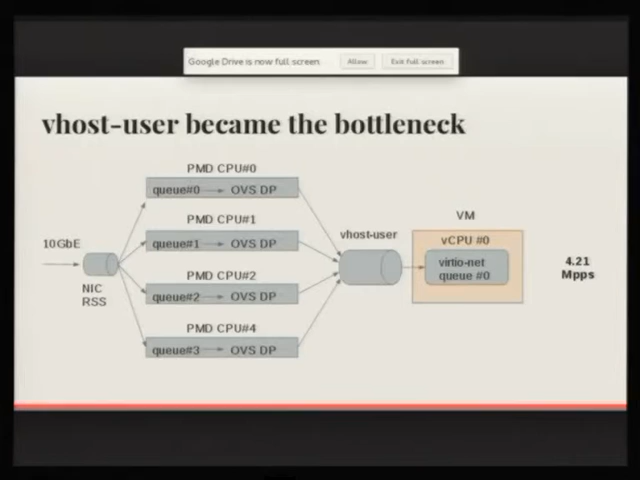 Google Drive is now full screen. Allow Exit full screen
vhost-user became the bottleneck
PMD CPU#0
queue#0 OVS DP
PMD CPU#1
queue#1 OVS DP
PMD CPU#2
queue#2 OVS DP
PMD CPU#4
queue#3 OVS DP
10GbE
NIC
RSS
vhost-user
VM
vCPU #0
virtio-net
queue #0
4.21
Mpps